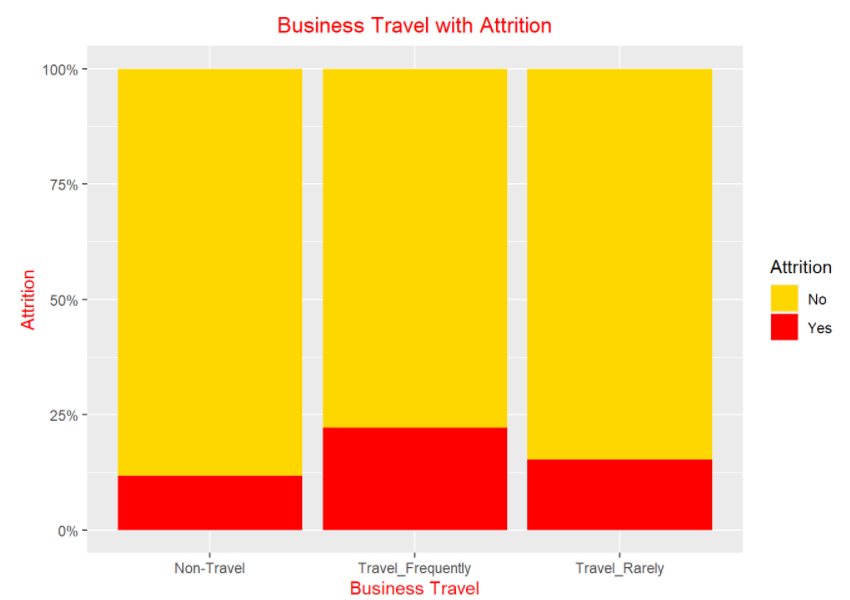 Business Travel with Attrition
100%
75%
50%
25%
0%
Attrition
Non-Travel
Travel_Frequently
Travel_Rarely
Business Travel
Attrition
No
Yes